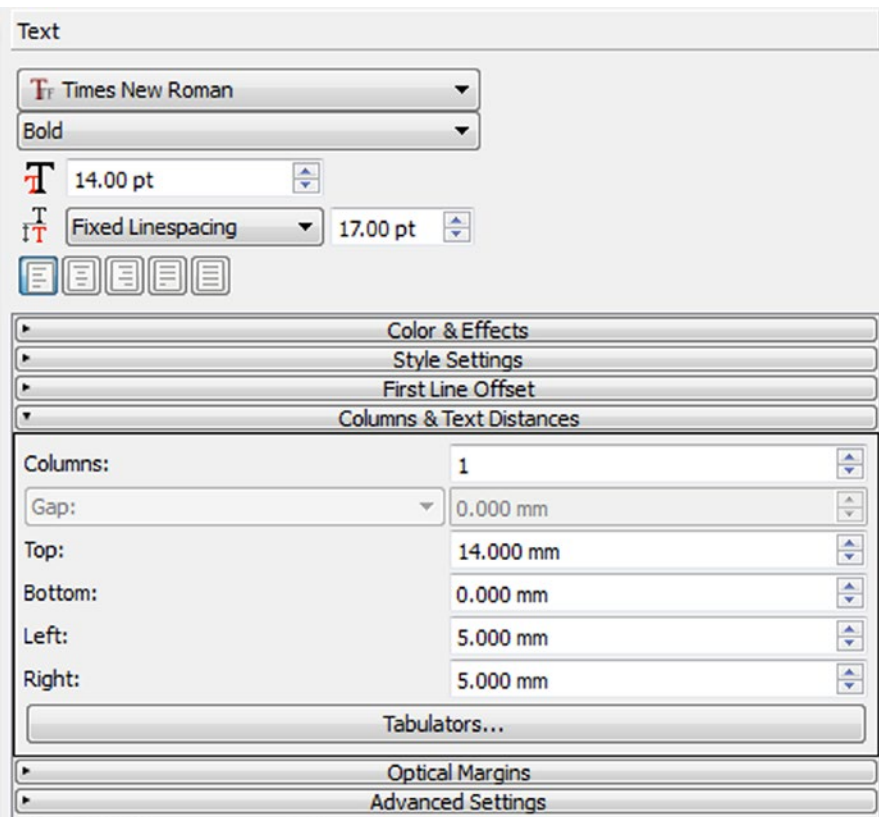 Text
Times New Roman
Bold
14.00 pt
Fixed Linespacing 17.00 pt
Color & Effects
Style Settings
First Line Offset
Columns & Text Distances
Columns: 1
Gap: 0.000 mm
Top: 14.000 mm
Bottom: 0.000 mm
Left: 5.000 mm
Right: 5.000 mm
Tabulators...
Optical Margins
Advanced Settings